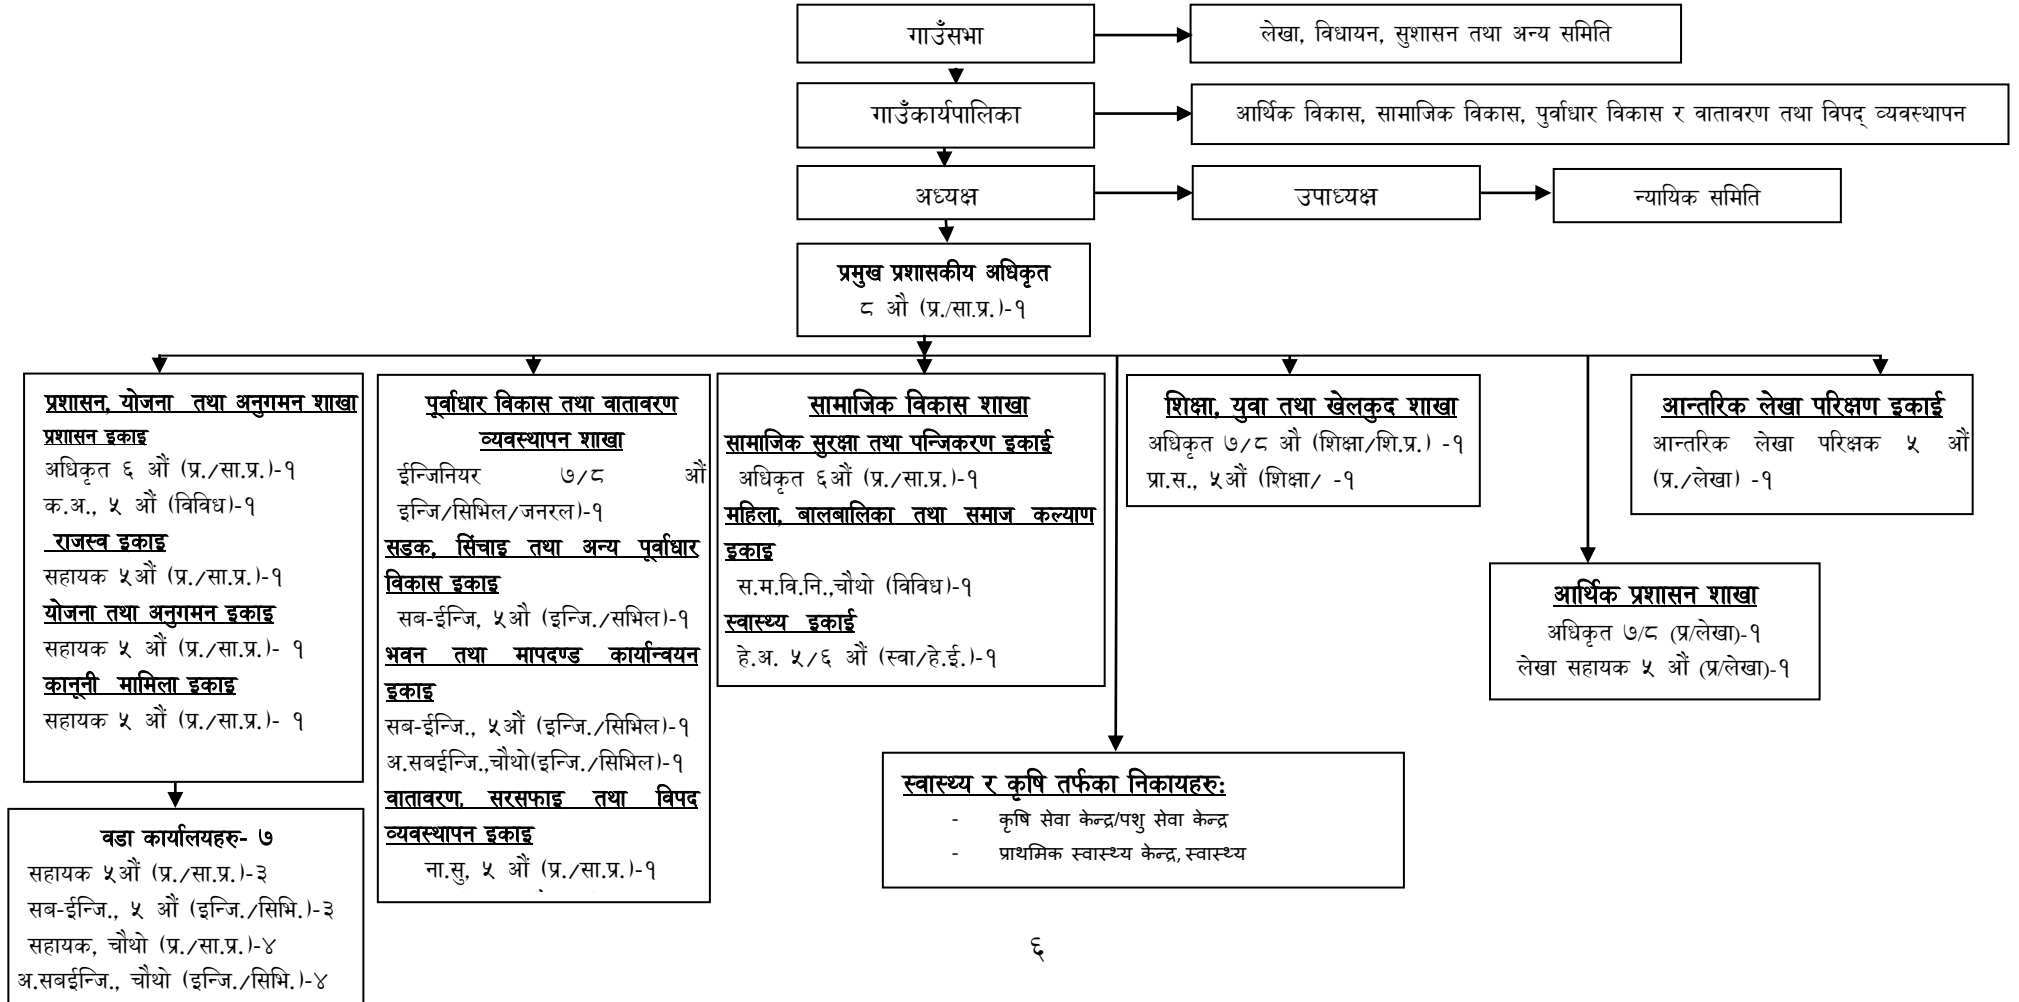 गाउँसभा
लेखा, विधायन, सुशासन तथा अन्य समिति
गाउँकार्यपालिका
आर्थिक विकास, सामाजिक विकास, पुर्वाधार विकास र वातावरण तथा विपद् व्यवस्थापन
अध्यक्ष
उपाध्यक्ष
न्यायिक समिति
प्रमुख प्रशासकीय अधिकृत
८ औ (प्र./सा.प्र.)-१
प्रशासन, योजना तथा अनुगमन शाखा
प्रशासन इकाइ
अधिकृत ६ औं (प्र./सा.प्र.)-१
क.अ., ५ औं (विविध)-१
राजस्व इकाइ
सहायक ५औं (प्र./सा.प्र.)-१
योजना तथा अनुगमन इकाइ
सहायक ५ औं (प्र./सा.प्र.)- १
कानूनी मामिला इकाइ
सहायक ५ औं (प्र./सा.प्र.)- १
वडा कार्यालयहरु- ७
सहायक ५औं (प्र./सा.प्र.)-३
सब-ईन्जि., ५ औं (इन्जि./सिभि.)-३
सहायक, चौथो (प्र./सा.प्र.)-४
अ.सबईन्जि., चौथो (इन्जि./सिभि.)-४
पूर्वाधार विकास तथा वातावरण
व्यवस्थापन शाखा
ईन्जिनियर ७/८ औं
इन्जि/सिभिल/जनरल)-१
सडक, सिंचाइ तथा अन्य पूर्वाधार
विकास इकाइ
सब-ईन्जि, ५औं (इन्जि./सभिल)-१
भवन तथा मापदण्ड कार्यान्वयन
इकाइ
सब-ईन्जि., ५औं (इन्जि./सिभिल)-१
अ.सबईन्जि.,चौथो(इन्जि./सिभिल)-१
वातावरण, सरसफाइ तथा विपद
व्यवस्थापन इकाइ
ना.सु, ५ औं (प्र./सा.प्र.)-१
सामाजिक विकास शाखा
सामाजिक सुरक्षा तथा पन्जिकरण इकाई
अधिकृत ६औं (प्र./सा.प्र.)-१
महिला, बालबालिका तथा समाज कल्याण
इकाइ
स.म.वि.नि.,चौथो (विविध)-१
स्वास्थ्य इकाई
हे.अ. ५/६ औं (स्वा/हे.ई.)-१
शिक्षा, युवा तथा खेलकुद शाखा
अधिकृत ७/८ औ (शिक्षा/शि.प्र.) -१
प्रा.स., ५औं (शिक्षा/ -१
आन्तरिक लेखा परिक्षण इकाई
आन्तरिक लेखा परिक्षक ५ औं
(प्र./लेखा) -१
आर्थिक प्रशासन शाखा
अधिकृत ७/८ (प्र/लेखा)-१
लेखा सहायक ५ औं (प्र/लेखा)-१
स्वास्थ्य र कृषि तर्फका निकायहरु:
- कृषि सेवा केन्द्र/पशु सेवा केन्द्र
- प्राथमिक स्वास्थ्य केन्द्र, स्वास्थ्य
६